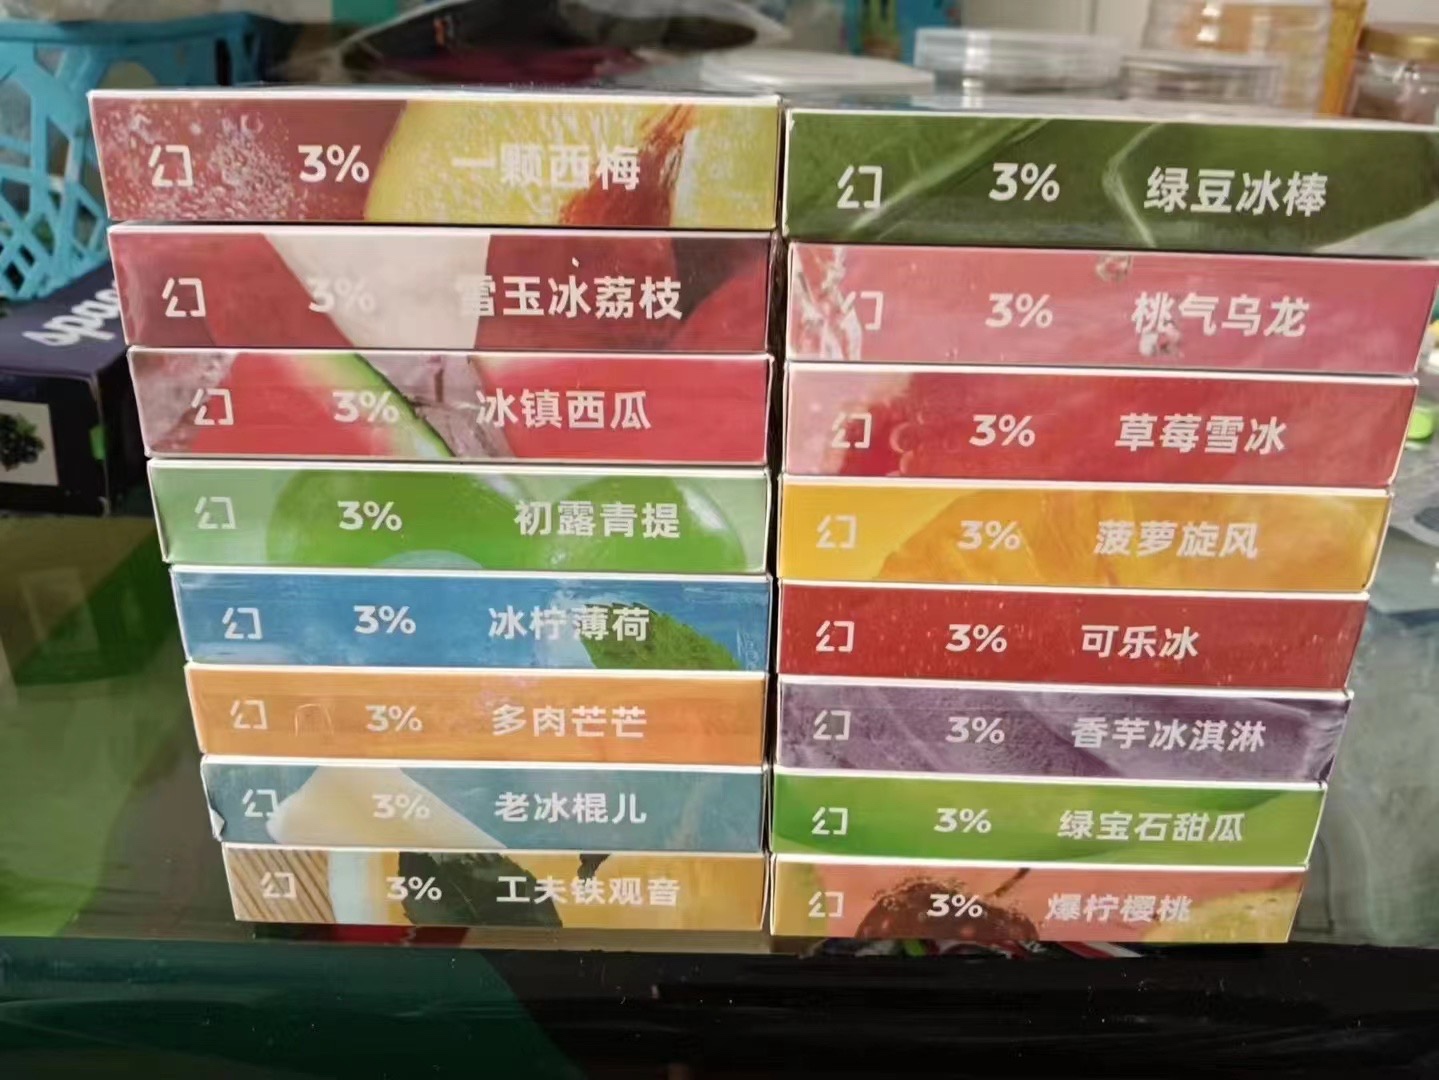 幻 3% 一颗西梅
幻 3% 雪玉冰荔枝
幻 3% 冰镇西瓜
幻 3% 初露青提
幻 3% 冰柠薄荷
幻 3% 多肉芒芒
幻 3% 老冰棍儿
幻 3% 工夫铁观音
幻 3% 绿豆冰棒
幻 3% 桃气乌龙
幻 3% 草莓雪冰
幻 3% 菠萝旋风
幻 3% 可乐冰
幻 3% 香芋冰淇淋
幻 3% 绿宝石甜瓜
幻 3% 爆柠樱桃